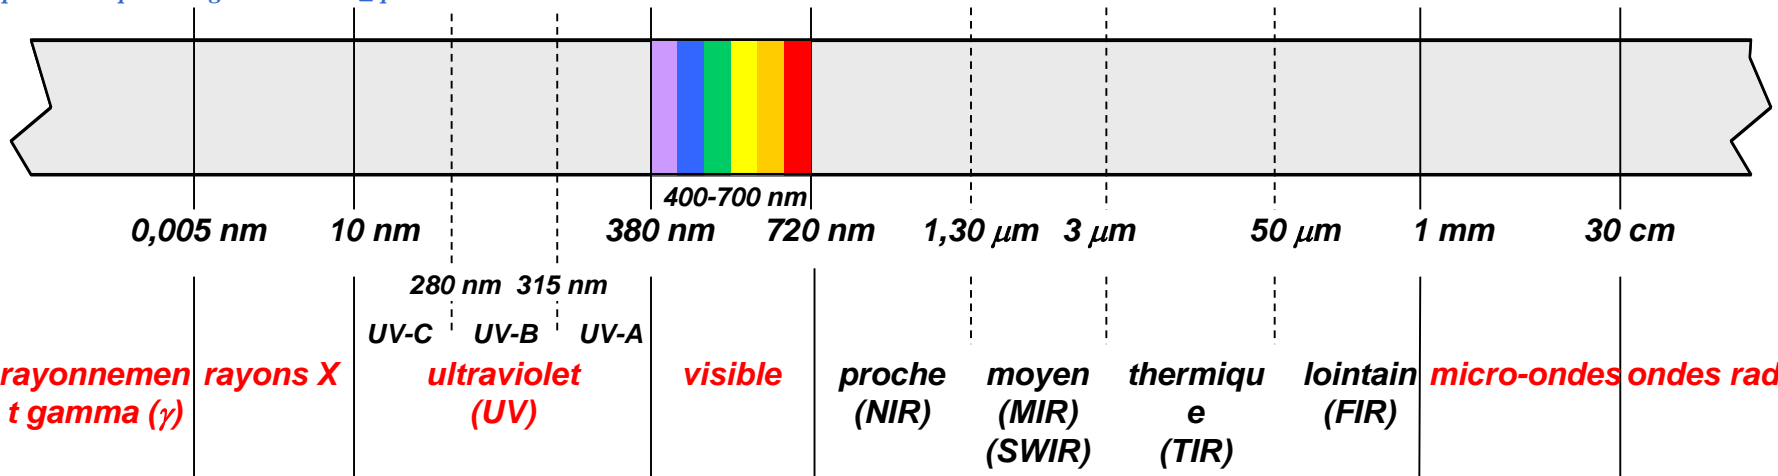 400-700 nm
0,005 nm 10 nm 380 nm 720 nm 1,30 μm 3 μm 50 μm 1 mm 30 cm
280 nm 315 nm
UV-C UV-B UV-A
rayonnemen rayons X ultraviolet visible proche moyen thermiqu lointain micro-ondes ondes rad
t gamma (γ) (UV) (NIR) (MIR) e (FIR)
(SWIR) (TIR)